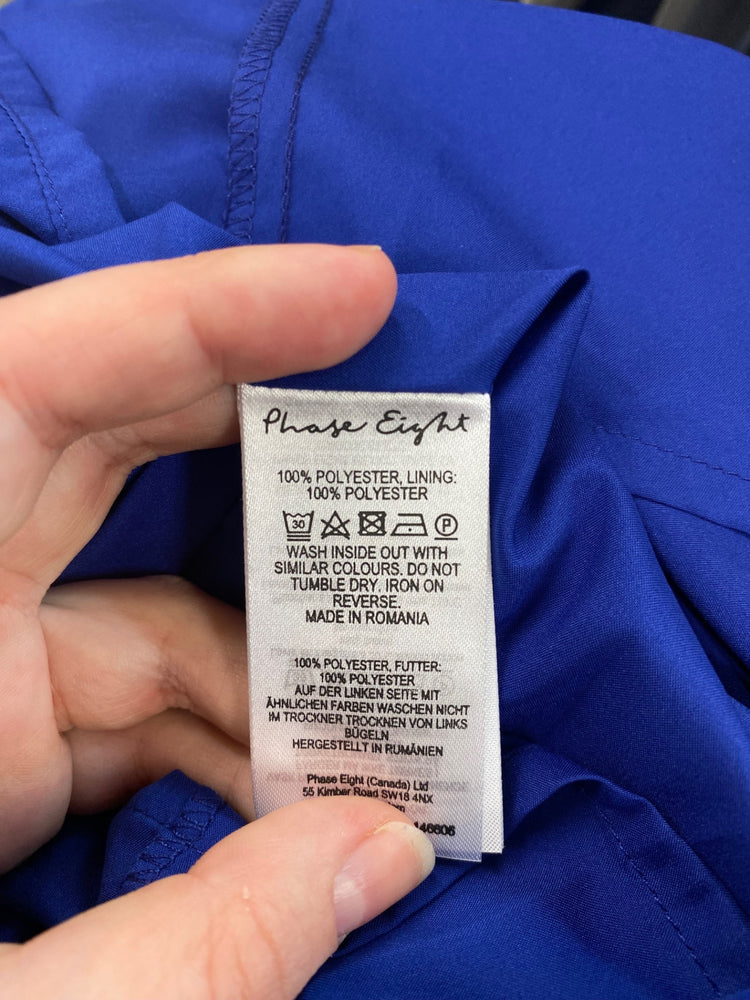 Phase Eight
100% POLYESTER, LINING:
100% POLYESTER
30 P
WASH INSIDE OUT WITH
SIMILAR COLOURS. DO NOT
TUMBLE DRY. IRON ON
REVERSE.
MADE IN ROMANIA
100% POLYESTER, FUTTER:
100% POLYESTER
AUF DER LINKEN SEITE MIT
ÄHNLICHEN FARBEN WASCHEN NICHT
IM TROCKNER TROCKNEN VON LINKS
BÜGELN
HERGESTELLT IN RUMÄNIEN
Phase Eight (Canada) Ltd
55 Kimber Road SW18 4NX
146606